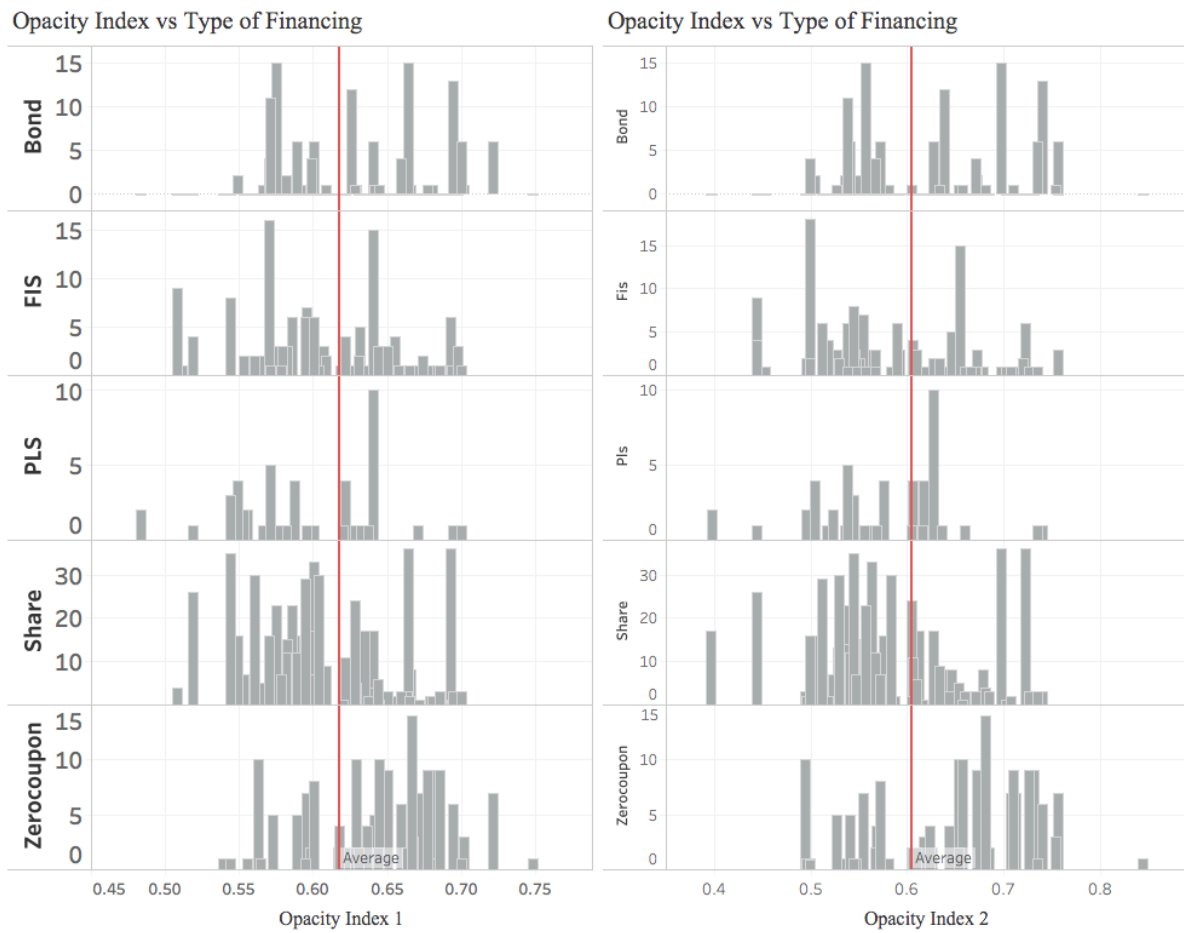 Opacity Index vs Type of Financing
Bond
15
10
5
0
FIS
15
10
5
0
PLS
10
5
0
Share
30
20
10
Zerocoupon
15
10
5
0
Average
0.45 0.50 0.55 0.60 0.65 0.70 0.75
Opacity Index 1
Opacity Index vs Type of Financing
Bond
15
10
5
0
Fis
15
10
5
0
Pls
10
5
0
Share
30
20
10
0
Zerocoupon
15
10
5
0
Average
0.4 0.5 0.6 0.7 0.8
Opacity Index 2